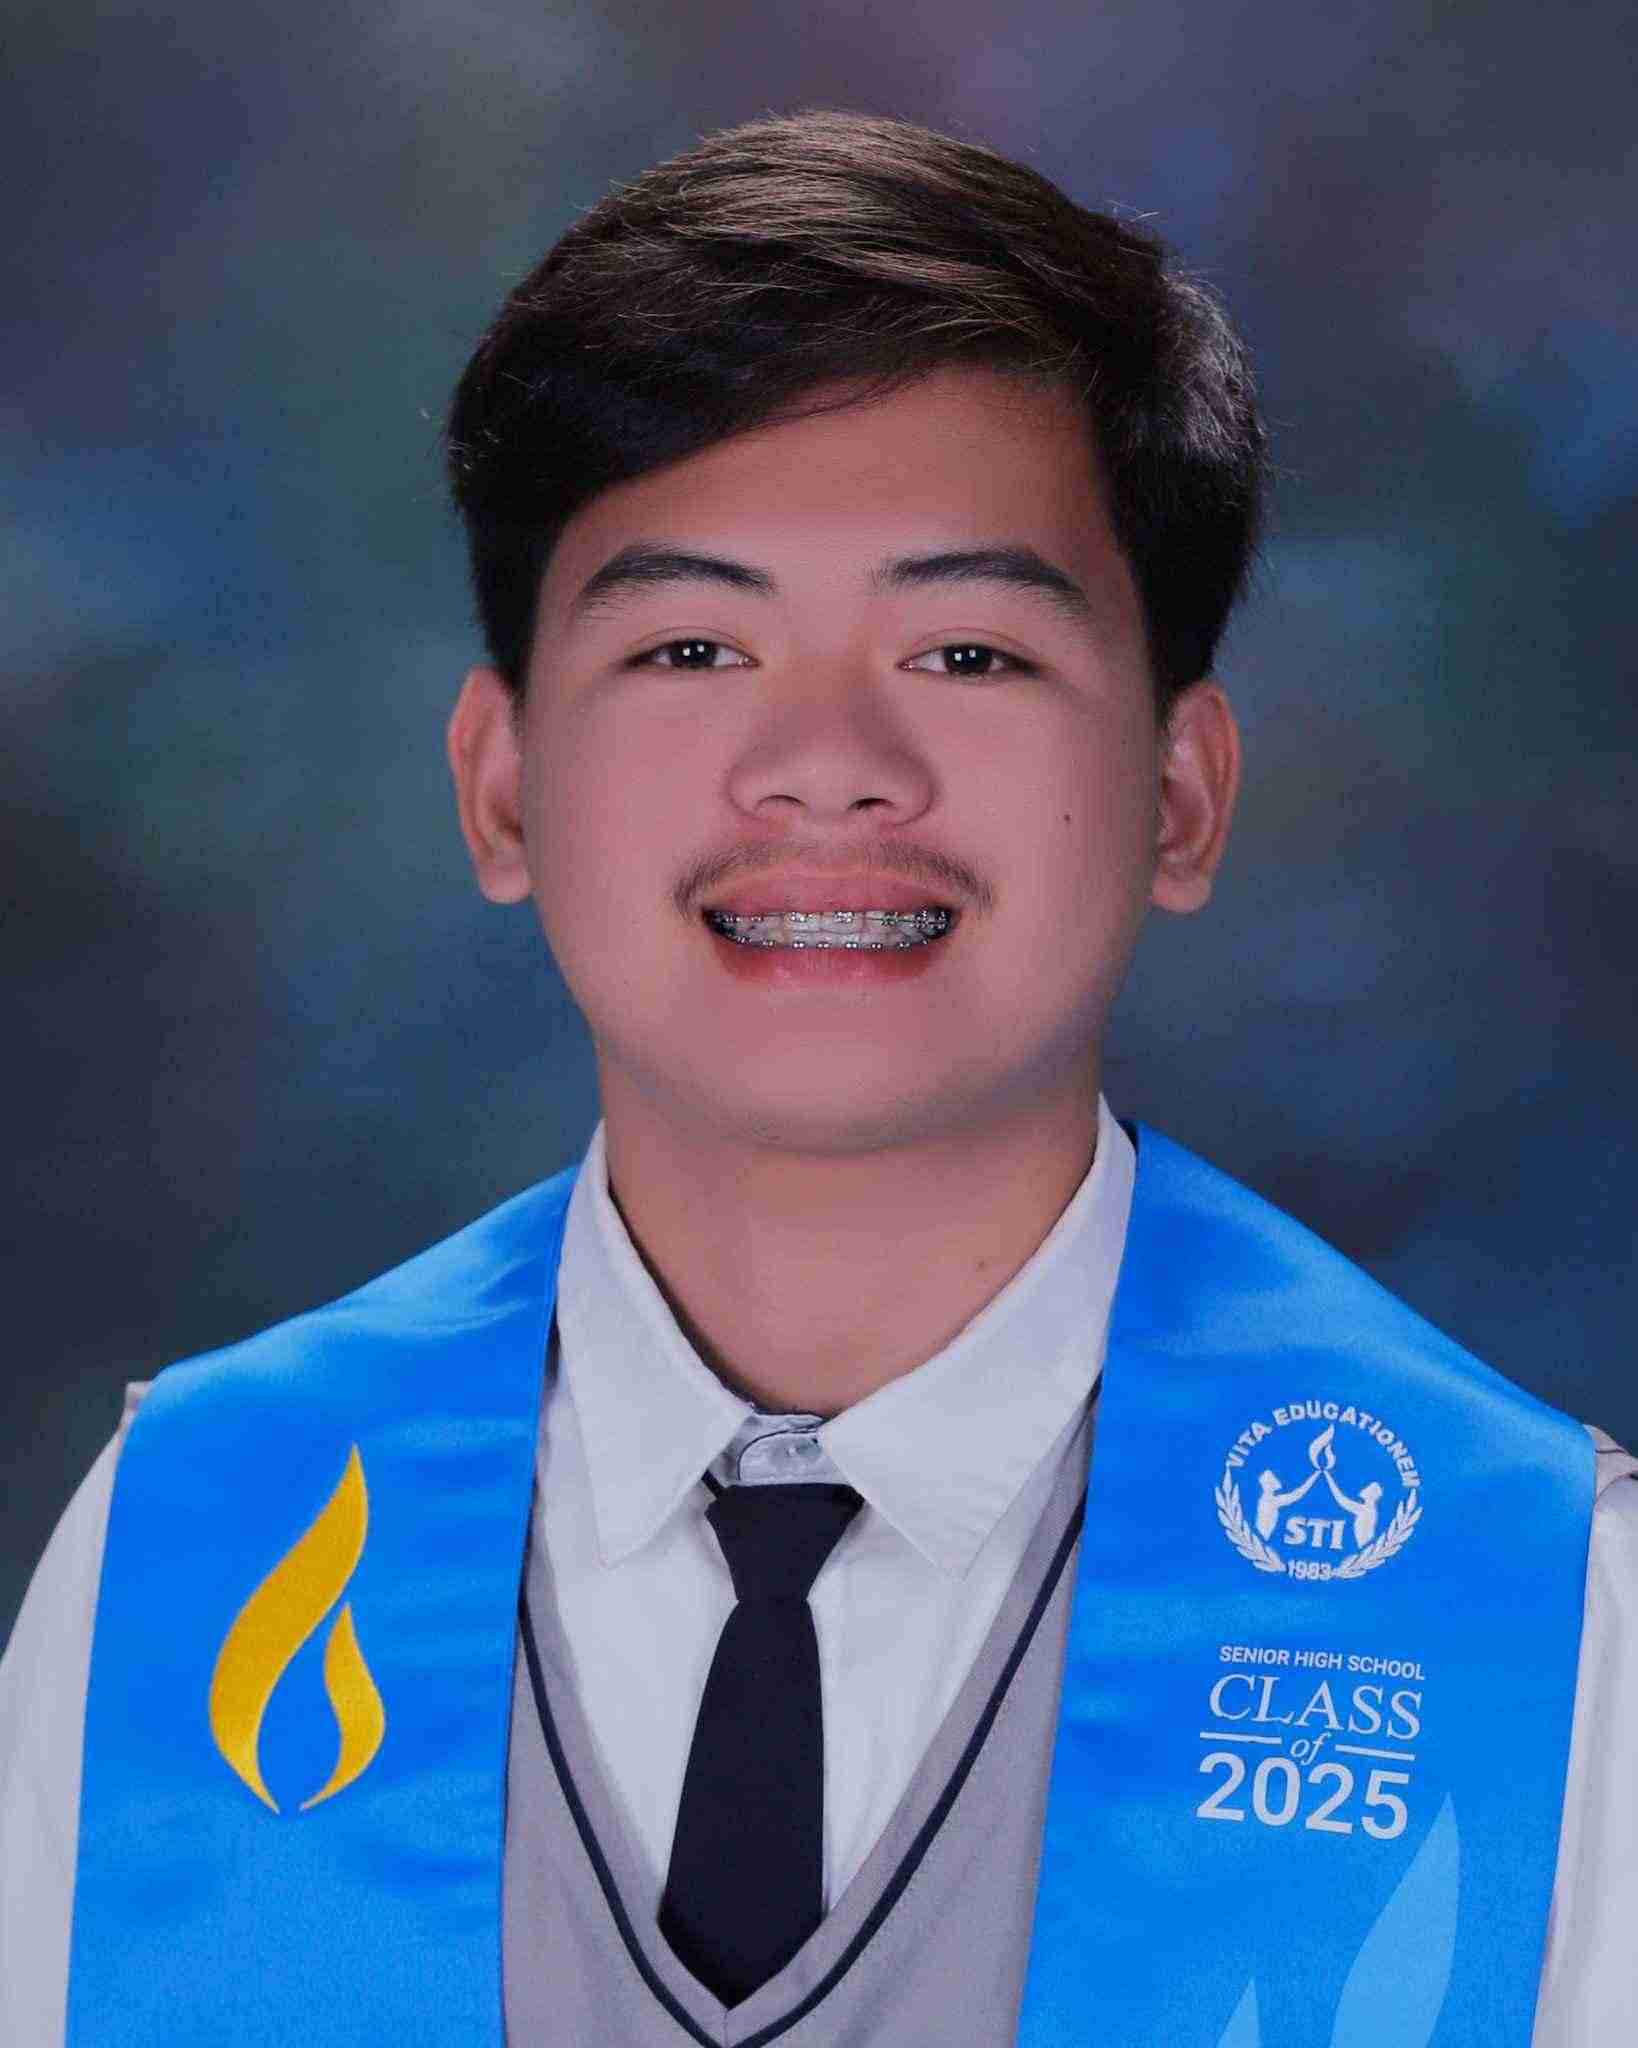 VITA EDUCATIONEM
STI
1983
SENIOR HIGH SCHOOL
CLASS
of
2025